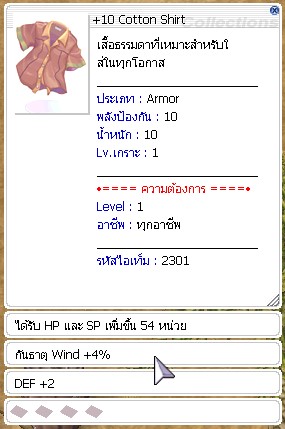 +10 Cotton Shirt
Collections
เสื้อธรรมดาที่เหมาะสำหรับใ
ส่ในทุกโอกาส
ประเภท : Armor
พลังป้องกัน : 10
น้ำหนัก : 10
Lv.เกราะ : 1
==== ความต้องการ ====
Level : 1
อาชีพ : ทุกอาชีพ
รหัสไอเท็ม : 2301
ได้รับ HP และ SP เพิ่มขึ้น 54 หน่วย
กันธาตุ Wind +4%
DEF +2